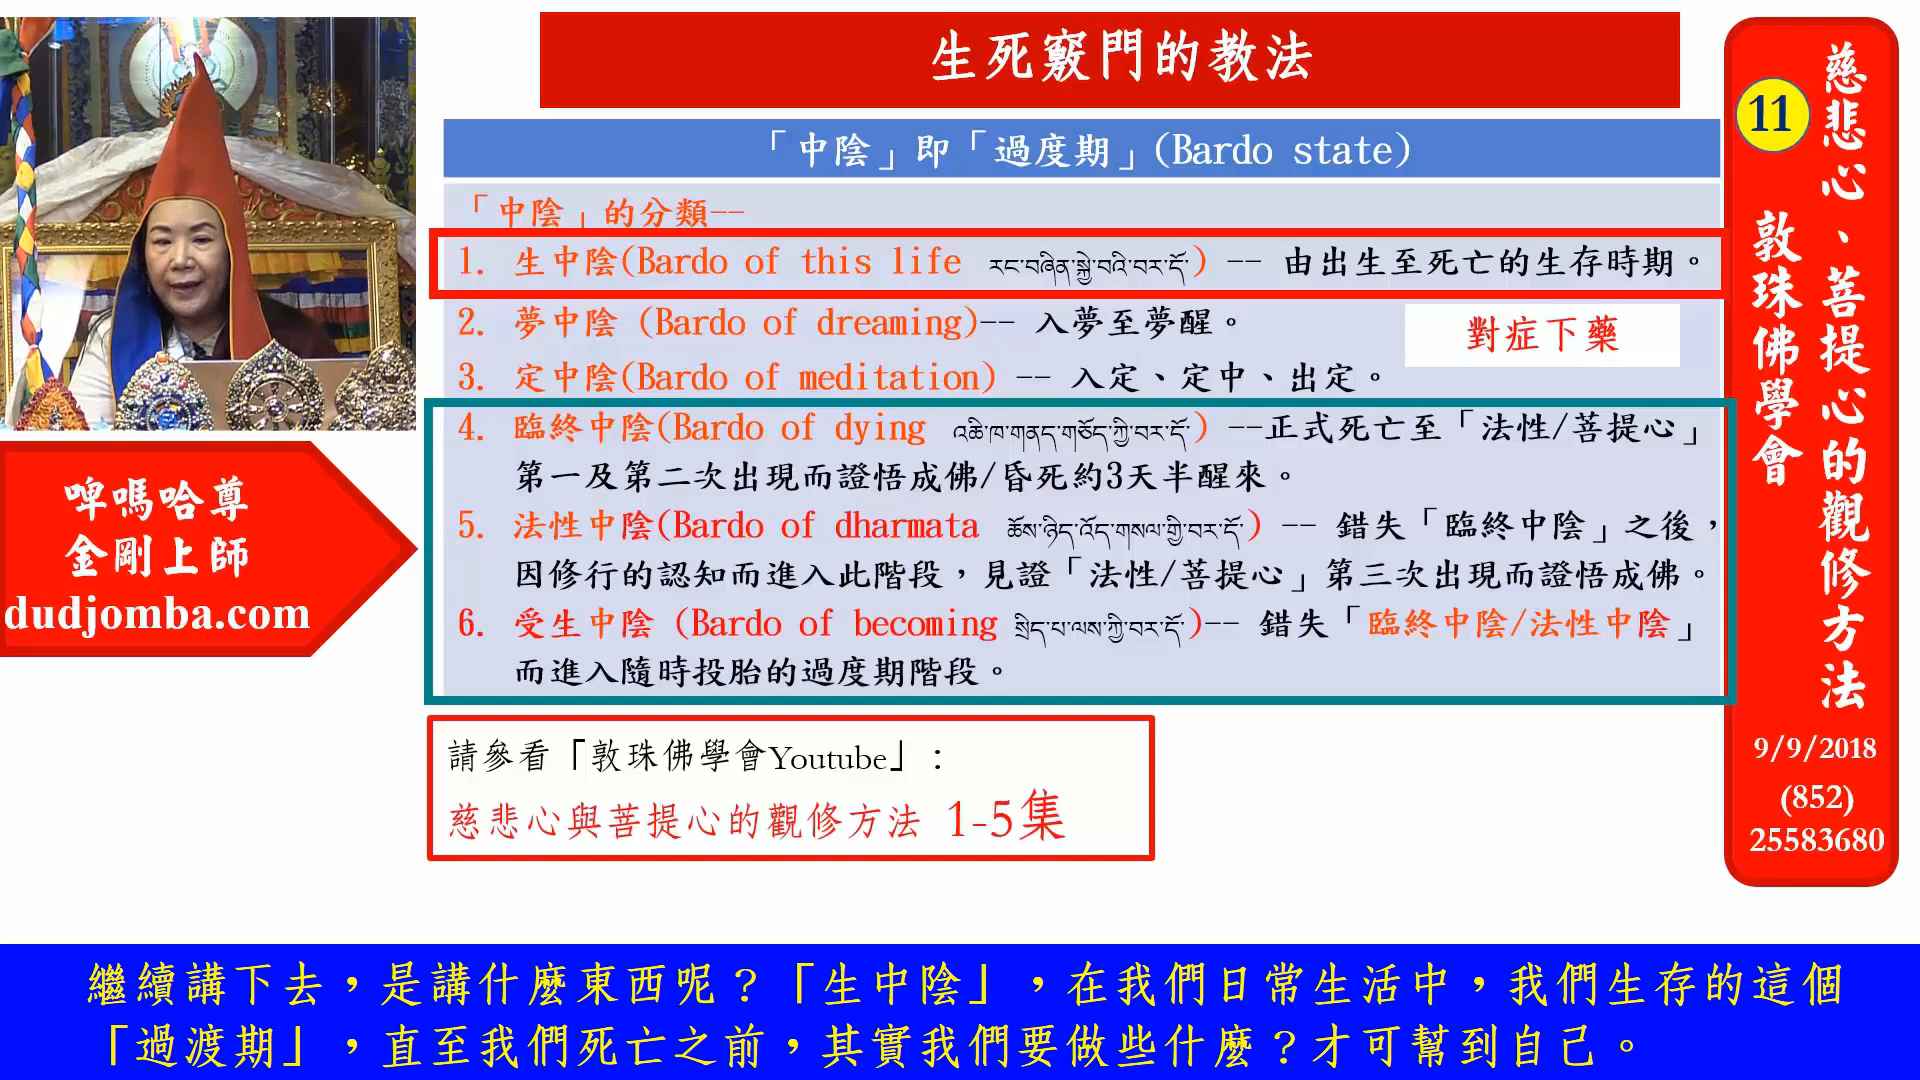 生死竅門的教法
「中陰」即「過度期」(Bardo state)
「中陰」的分類--
1. 生中陰(Bardo of this life རང་བཞིན་སྐྱེ་བའི་བར་དོ་) -- 由出生至死亡的生存時期。
2. 夢中陰 (Bardo of dreaming)-- 入夢至夢醒。
對症下藥
3. 定中陰(Bardo of meditation) -- 入定、定中、出定。
4. 臨終中陰(Bardo of dying འཆི་ཁ་གནད་གཅོད་ཀྱི་བར་དོ་) --正式死亡至「法性/菩提心」
第一及第二次出現而證悟成佛/昏死約3天半醒來。
5. 法性中陰(Bardo of dharmata ཆོས་ཉིད་འོད་གསལ་གྱི་བར་དོ་) -- 錯失「臨終中陰」之後，
因修行的認知而進入此階段，見證「法性/菩提心」第三次出現而證悟成佛。
6. 受生中陰 (Bardo of becoming སྲིད་པ་ལས་ཀྱི་བར་དོ་)-- 錯失「臨終中陰/法性中陰」
而進入隨時投胎的過度期階段。
請參看「敦珠佛學會Youtube」：
慈悲心與菩提心的觀修方法 1-5集
啤嗎哈尊
金剛上師
dudjomba.com
慈悲心、菩提心的觀修方法
11
敦珠佛學會
9/9/2018
(852)
25583680
繼續講下去，是講什麼東西呢？「生中陰」，在我們日常生活中，我們生存的這個
「過渡期」，直至我們死亡之前，其實我們要做些什麼？才可幫到自己。